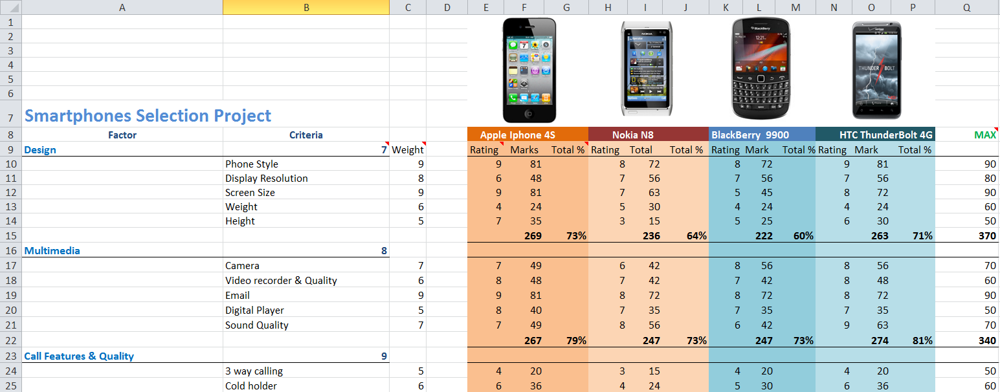 A B C D E F G H I J K L M N O P Q
1
2
3
4
5
6
NOKIA
BlackBerry
12:21
verizon
THUNDER BOLT
7 Smartphones Selection Project
8 Factor Criteria Apple Iphone 4S Nokia N8 BlackBerry 9900 HTC ThunderBolt 4G MAX
9 Design 7 Weight Rating Marks Total % Rating Total Total % Rating Mark Total % Rating Mark Total %
10 Phone Style 9 9 81 8 72 8 72 9 81 90
11 Display Resolution 8 6 48 7 56 7 56 7 56 80
12 Screen Size 9 9 81 7 63 5 45 8 72 90
13 Weight 6 4 24 5 30 4 24 4 24 60
14 Height 5 7 35 3 15 5 25 6 30 50
15 269 73% 236 64% 222 60% 263 71% 370
16 Multimedia 8
17 Camera 7 7 49 6 42 8 56 8 56 70
18 Video recorder & Quality 6 8 48 7 42 7 42 8 48 60
19 Email 9 9 81 8 72 8 72 8 72 90
20 Digital Player 5 8 40 7 35 7 35 7 35 50
21 Sound Quality 7 7 49 8 56 6 42 9 63 70
22 267 79% 247 73% 247 73% 274 81% 340
23 Call Features & Quality 9
24 3 way calling 5 4 20 3 15 4 20 4 20 50
25 Cold holder 6 6 36 4 24 5 30 6 36 60